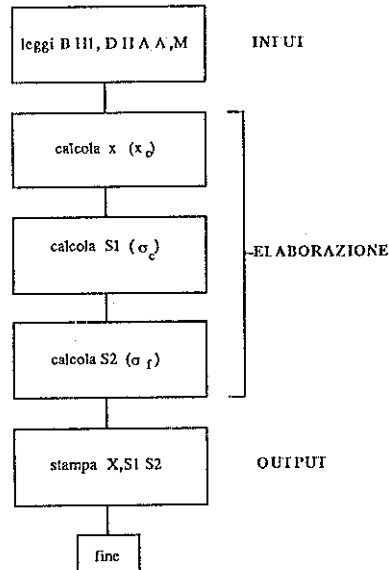 leggi B H1, D H A A',M INPUT
calcola x (x_c)
calcola S1 (σ_c)
ELABORAZIONE
calcola S2 (σ_f)
stampa X,S1 S2 OUTPUT
fine